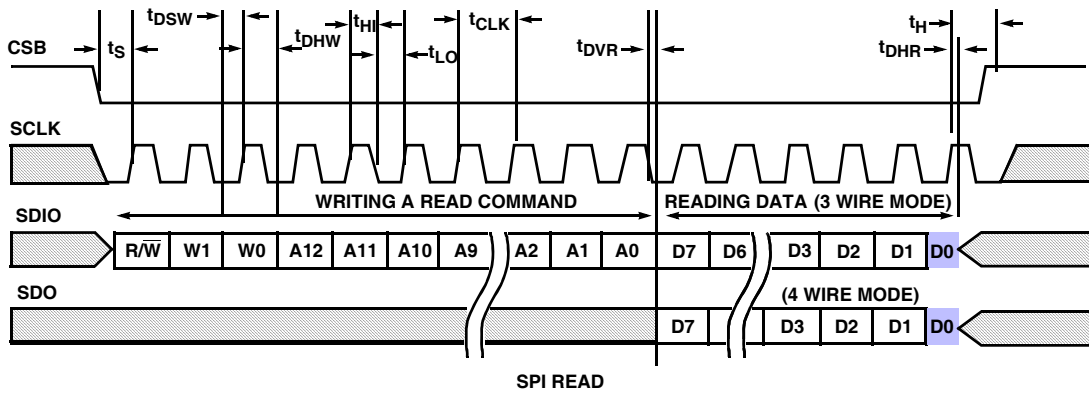 tDSW tHI tCLK tH
CSB tS tDHW tLO tDVR tDHR
SCLK
WRITING A READ COMMAND READING DATA (3 WIRE MODE)
SDIO
R/W̅ W1 W0 A12 A11 A10 A9 A2 A1 A0 D7 D6 D3 D2 D1 D0
SDO (4 WIRE MODE)
D7 D3 D2 D1 D0
SPI READ